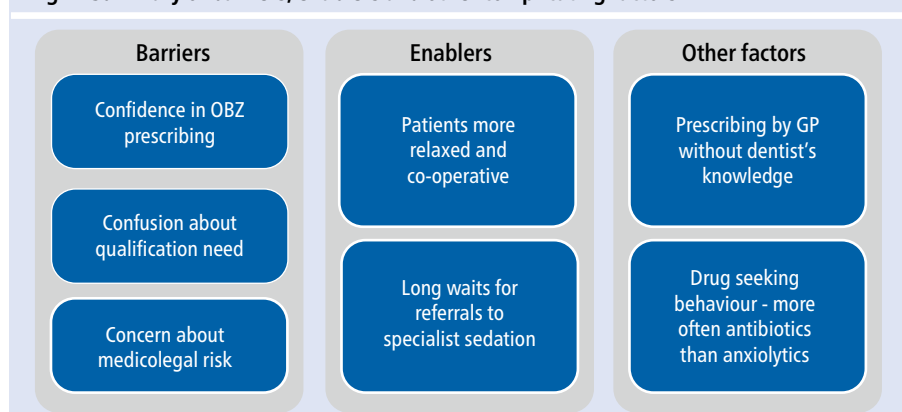 Barriers
Confidence in OBZ
prescribing
Confusion about
qualification need
Concern about
medicolegal risk
Enablers
Patients more
relaxed and
co-operative
Long waits for
referrals to
specialist sedation
Other factors
Prescribing by GP
without dentist's
knowledge
Drug seeking
behaviour - more
often antibiotics
than anxiolytics